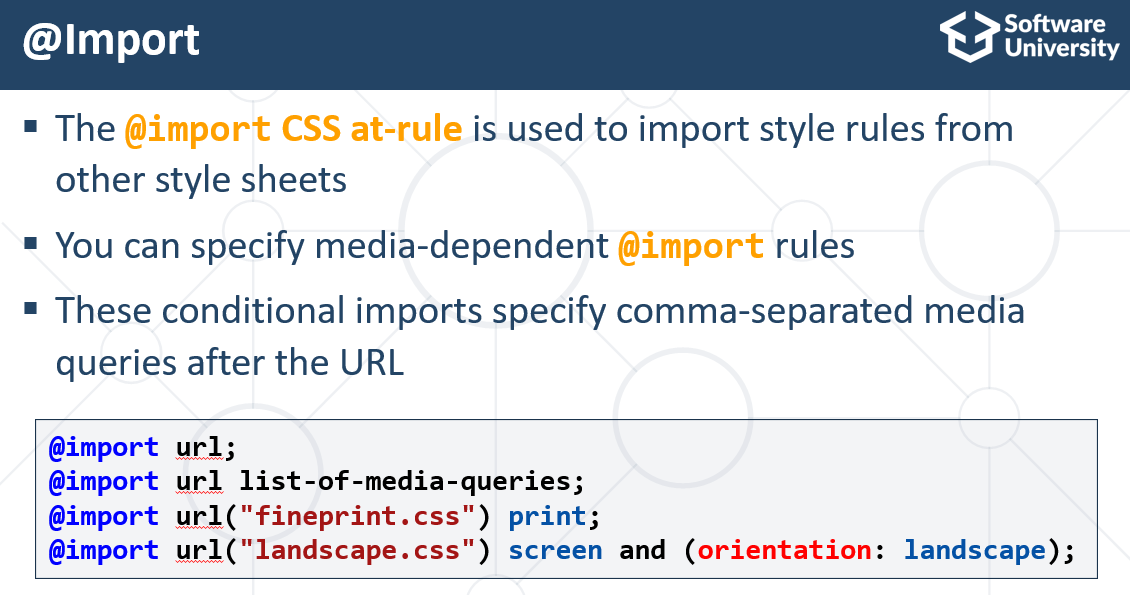 @Import
Software
University
▪ The @import CSS at-rule is used to import style rules from
other style sheets
▪ You can specify media-dependent @import rules
▪ These conditional imports specify comma-separated media
queries after the URL
@import url;
@import url list-of-media-queries;
@import url("fineprint.css") print;
@import url("landscape.css") screen and (orientation: landscape);